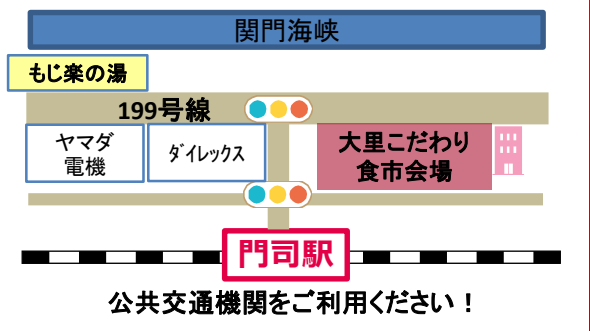 関門海峡
もじ楽の湯
199号線
ヤマダ
電機
ダイレックス
大里こだわり
食市会場
門司駅
公共交通機関をご利用ください！